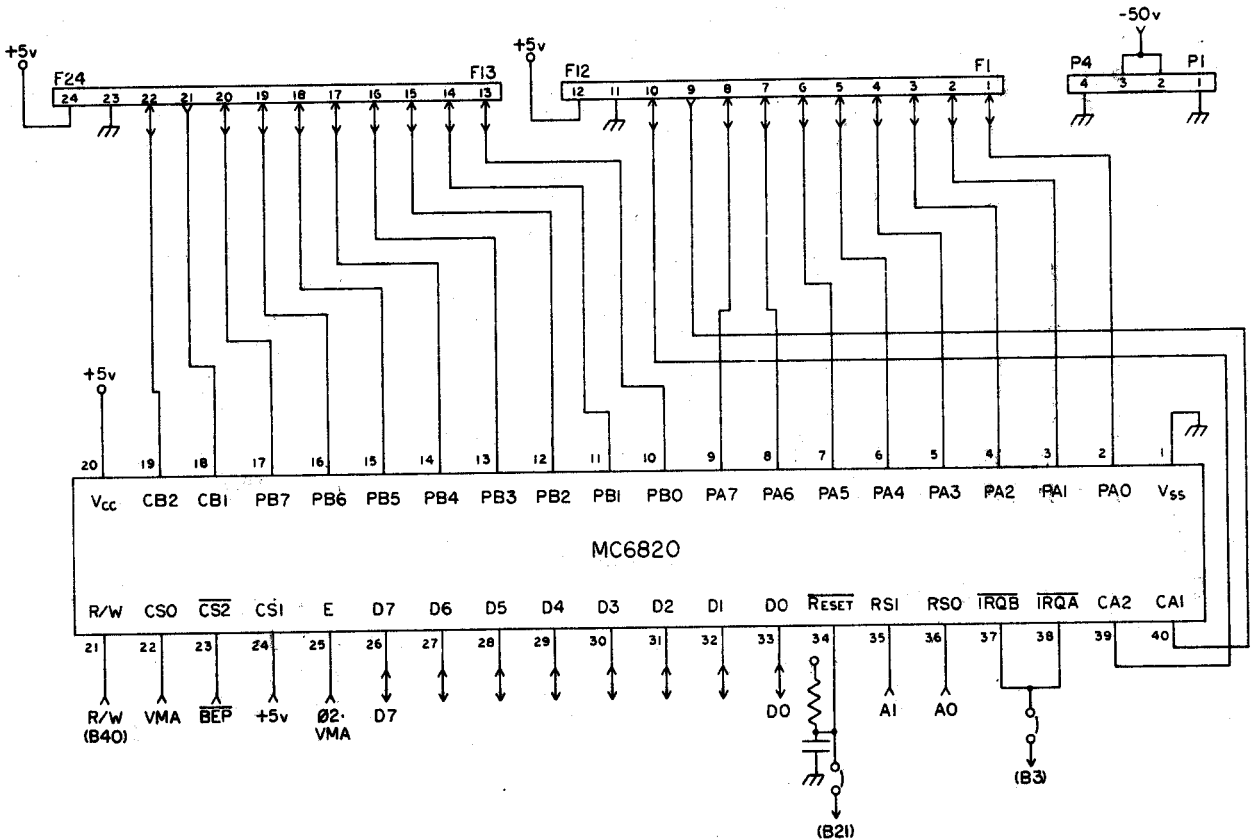 -50v
+5v
+5v
F24 F13 F12 F1 P4 P1
24 23 22 21 20 19 18 17 16 15 14 13
12 11 10 9 8 7 6 5 4 3 2 1
4 3 2 1
+5v
20 19 18 17 16 15 14 13 12 11 10 9 8 7 6 5 4 3 2 1
VCC CB2 CB1 PB7 PB6 PB5 PB4 PB3 PB2 PB1 PB0 PA7 PA6 PA5 PA4 PA3 PA2 PA1 PA0 VSS
MC6820
R/W CS0 C̅S̅2̅ CS1 E D7 D6 D5 D4 D3 D2 D1 D0 R̅E̅S̅E̅T̅ RS1 RS0 I̅R̅Q̅B̅ I̅R̅Q̅A̅ CA2 CA1
21 22 23 24 25 26 27 28 29 30 31 32 33 34 35 36 37 38 39 40
R/W VMA B̅E̅P̅ +5v Ø2· D7 D0 A1 A0
(B40) VMA
(B3)
(B21)